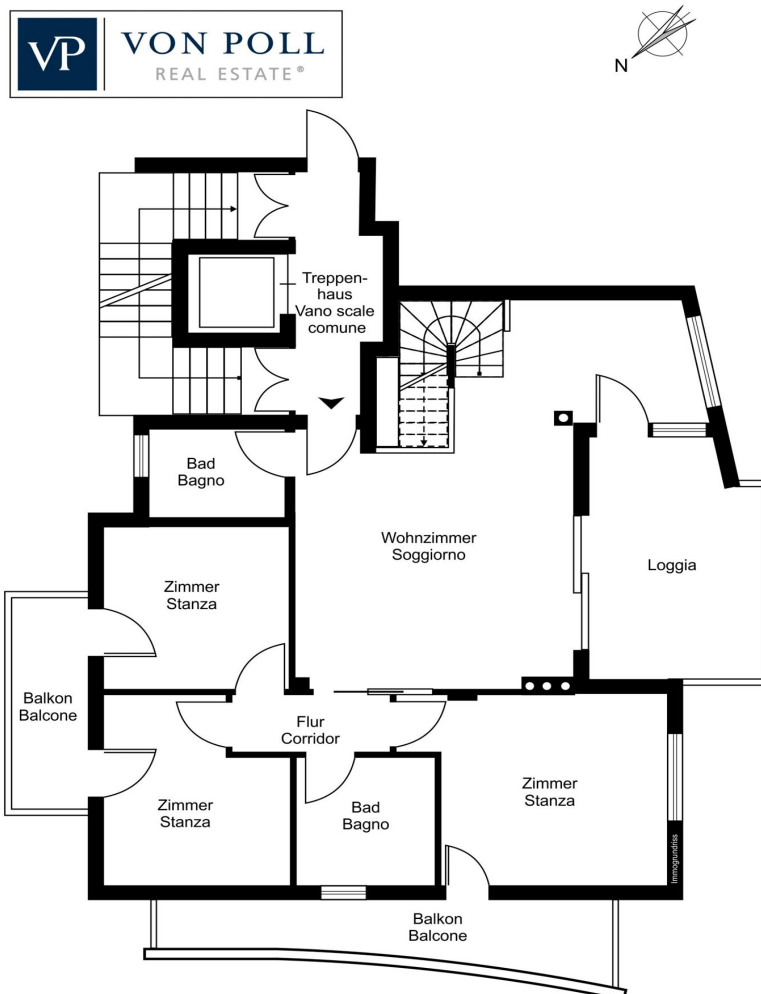 VP VON POLL
REAL ESTATE®
N
Treppen-
haus
Vano scale
comune
Bad
Bagno
Wohnzimmer
Soggiorno
Loggia
Zimmer
Stanza
Balkon
Balcone
Flur
Corridor
Zimmer
Stanza
Bad
Bagno
Zimmer
Stanza
Immogrundriss
Balkon
Balcone